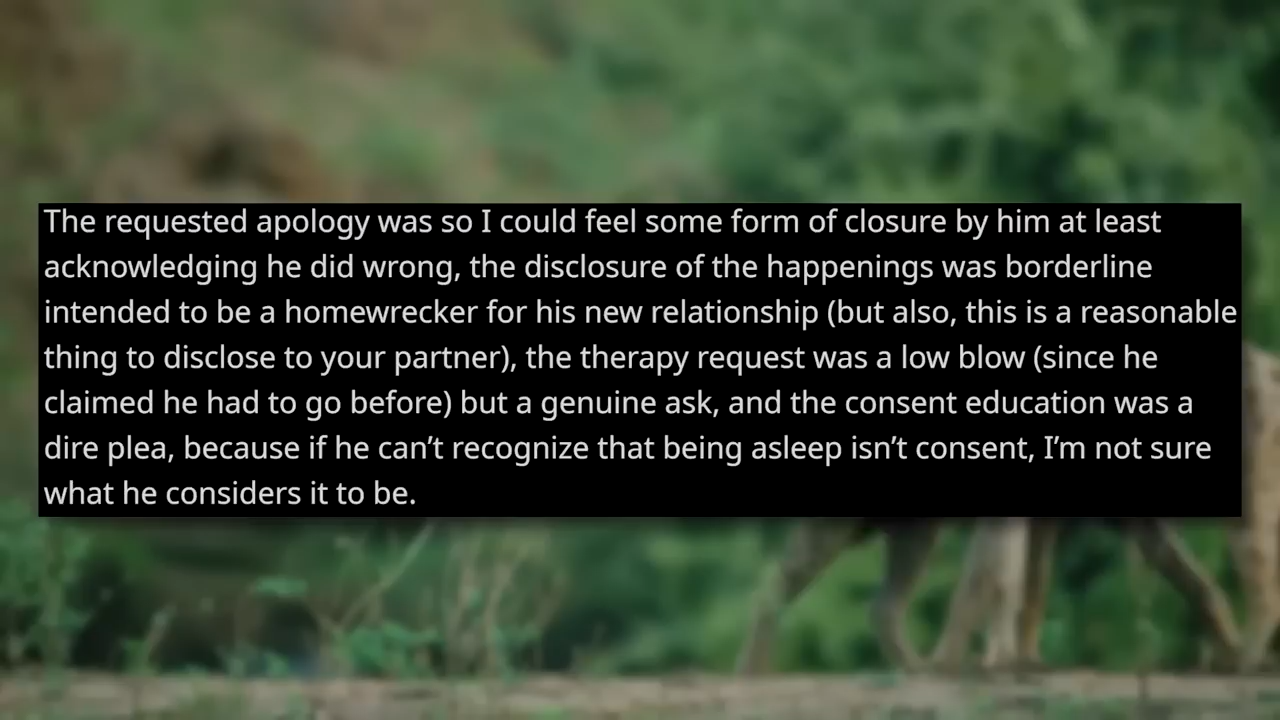 The requested apology was so I could feel some form of closure by him at least
acknowledging he did wrong, the disclosure of the happenings was borderline
intended to be a homewrecker for his new relationship (but also, this is a reasonable
thing to disclose to your partner), the therapy request was a low blow (since he
claimed he had to go before) but a genuine ask, and the consent education was a
dire plea, because if he can’t recognize that being asleep isn’t consent, I’m not sure
what he considers it to be.